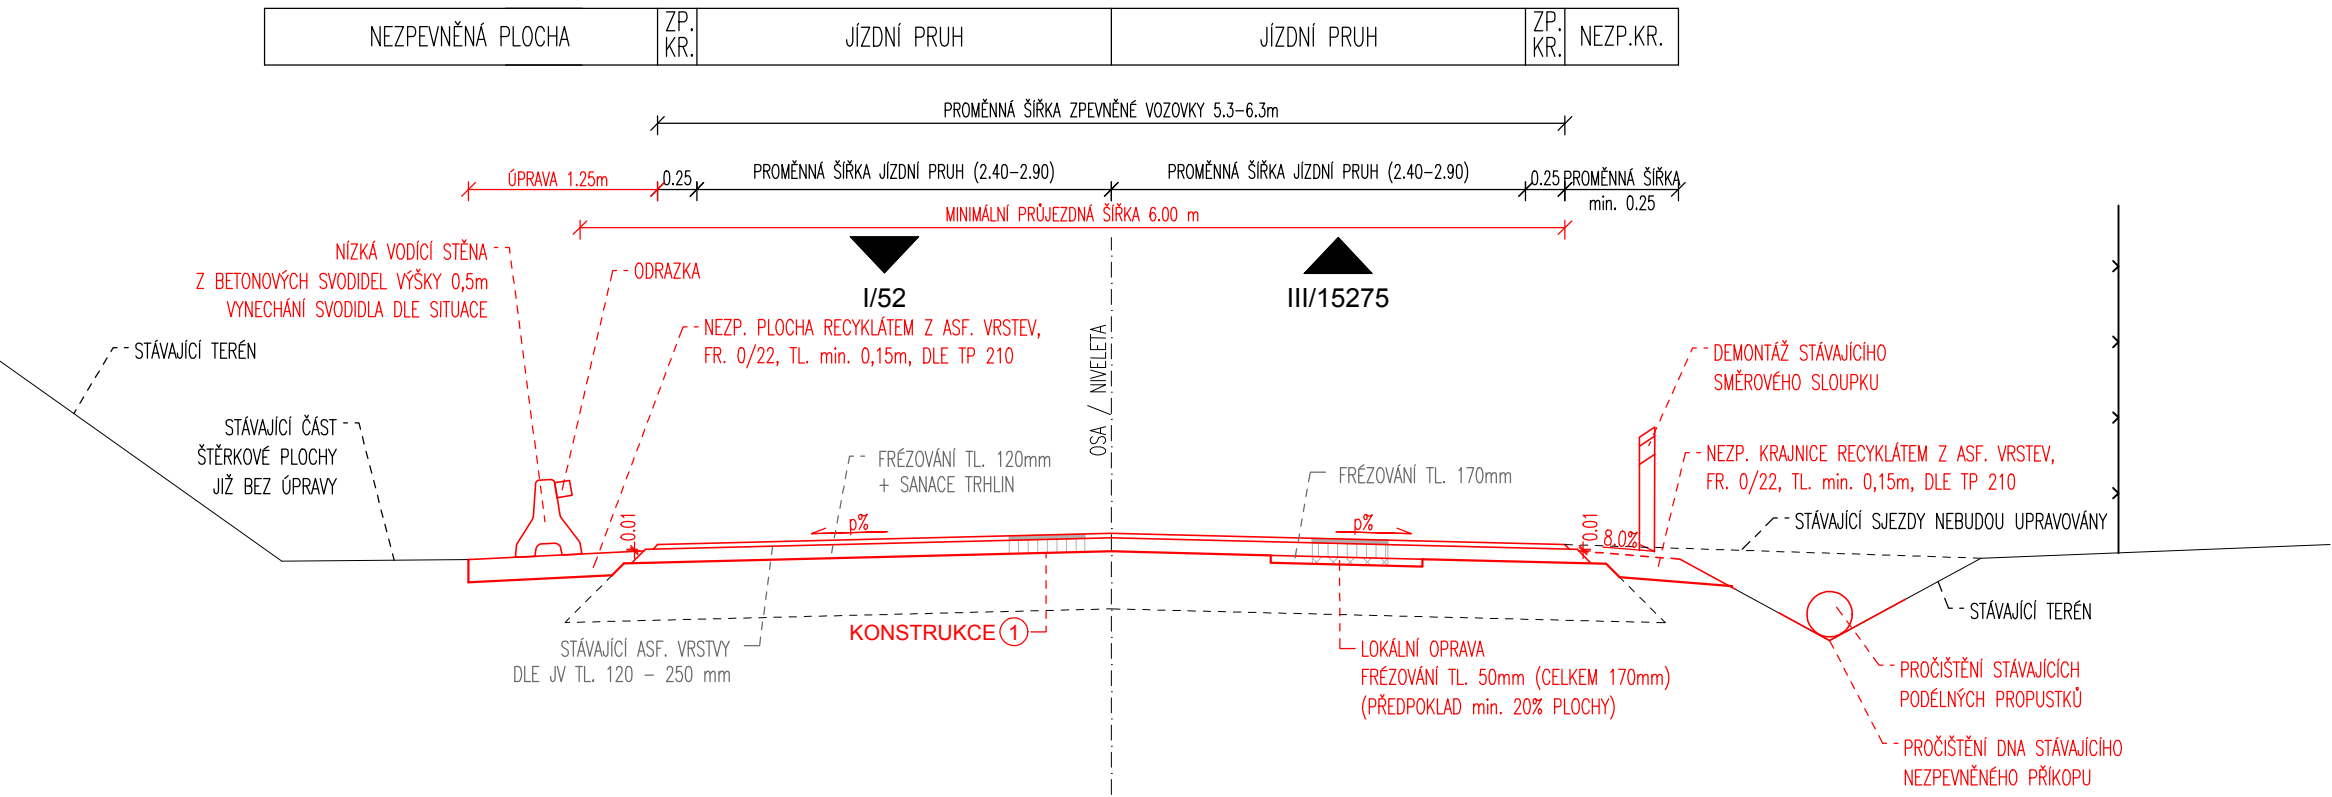 NEZPEVNĚNÁ PLOCHA
ZP.
KR.
JÍZDNÍ PRUH
JÍZDNÍ PRUH
ZP.
KR.
NEZP.KR.
PROMĚNNÁ ŠÍŘKA ZPEVNĚNÉ VOZOVKY 5.3-6.3m
ÚPRAVA 1.25m
0.25
PROMĚNNÁ ŠÍŘKA JÍZDNÍ PRUH (2.40-2.90)
PROMĚNNÁ ŠÍŘKA JÍZDNÍ PRUH (2.40-2.90)
0.25
PROMĚNNÁ ŠÍŘKA
min. 0.25
MINIMÁLNÍ PRŮJEZDNÁ ŠÍŘKA 6.00 m
NÍZKÁ VODÍCÍ STĚNA
Z BETONOVÝCH SVODIDEL VÝŠKY 0,5m
VYNECHÁNÍ SVODIDLA DLE SITUACE
ODRAZKA
I/52
III/15275
NEZP. PLOCHA RECYKLÁTEM Z ASF. VRSTEV,
FR. 0/22, TL. min. 0,15m, DLE TP 210
OSA / NIVELETA
STÁVAJÍCÍ TERÉN
DEMONTÁŽ STÁVAJÍCÍHO
SMĚROVÉHO SLOUPKU
STÁVAJÍCÍ ČÁST
ŠTĚRKOVÉ PLOCHY
JIŽ BEZ ÚPRAVY
FRÉZOVÁNÍ TL. 120mm
+ SANACE TRHLIN
FRÉZOVÁNÍ TL. 170mm
NEZP. KRAJNICE RECYKLÁTEM Z ASF. VRSTEV,
FR. 0/22, TL. min. 0,15m, DLE TP 210
0.01
p%
p%
0.01
8.0%
STÁVAJÍCÍ SJEZDY NEBUDOU UPRAVOVÁNY
STÁVAJÍCÍ TERÉN
KONSTRUKCE 1
STÁVAJÍCÍ ASF. VRSTVY
DLE JV TL. 120 - 250 mm
LOKÁLNÍ OPRAVA
FRÉZOVÁNÍ TL. 50mm (CELKEM 170mm)
(PŘEDPOKLAD min. 20% PLOCHY)
PROČIŠTĚNÍ STÁVAJÍCÍCH
PODÉLNÝCH PROPUSTKŮ
PROČIŠTĚNÍ DNA STÁVAJÍCÍHO
NEZPEVNĚNÉHO PŘÍKOPU